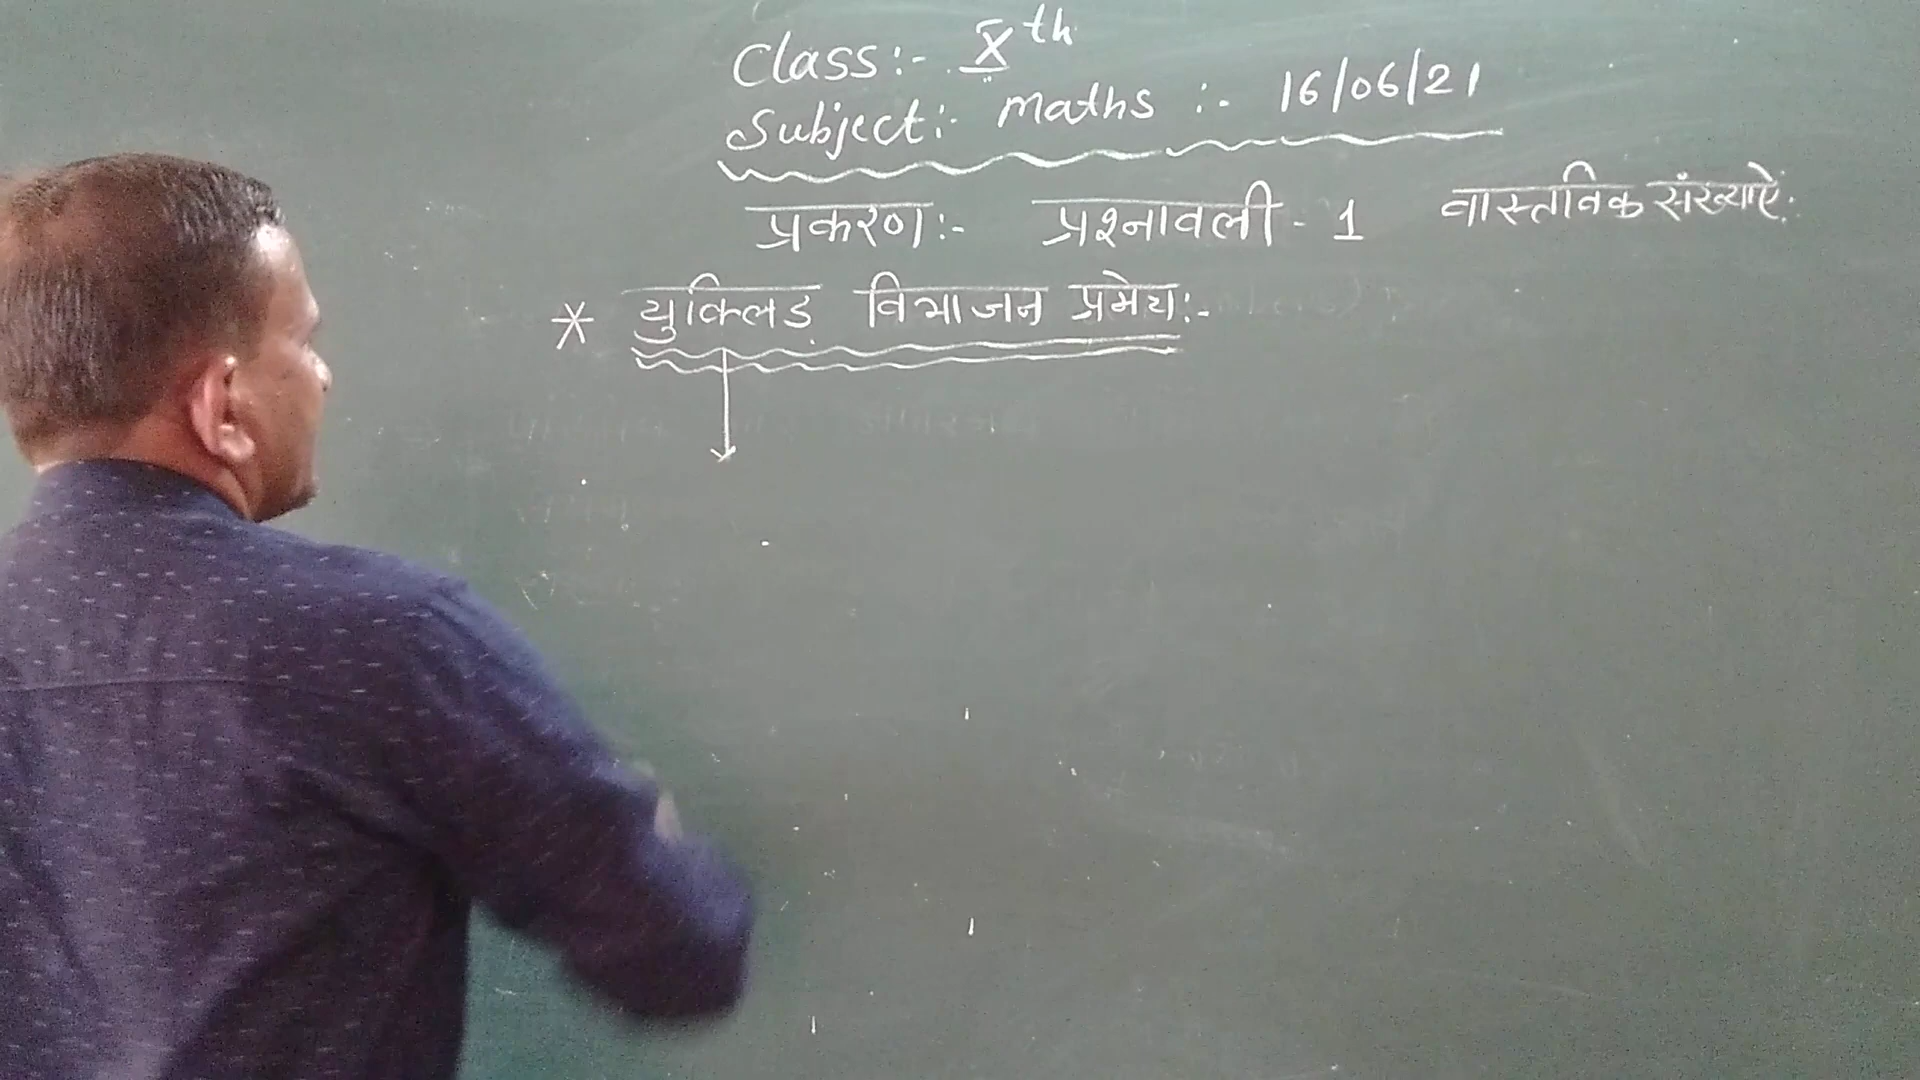 Class:- Xth
Subject:- Maths :- 16/06/21
प्रकरण:- प्रश्नावली - 1 वास्तविक संख्याऐं:
* युक्लिड विभाजन प्रमेय:-